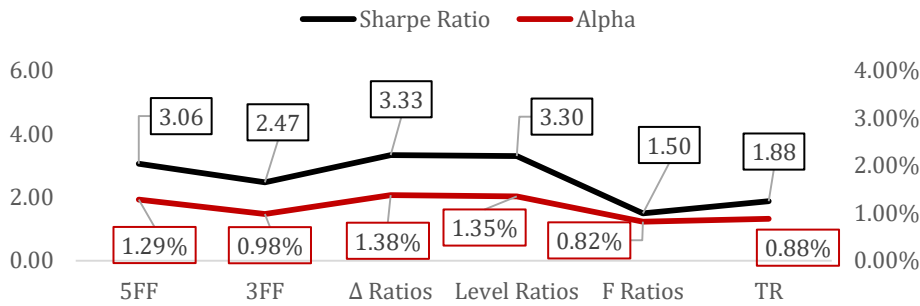 Sharpe Ratio Alpha
6.00 4.00%
3.06 2.47 3.33 3.30 1.50 1.88
3.00%
4.00
2.00%
2.00
1.00%
1.29% 0.98% 1.38% 1.35% 0.82% 0.88%
0.00 0.00%
5FF 3FF Δ Ratios Level Ratios F Ratios TR